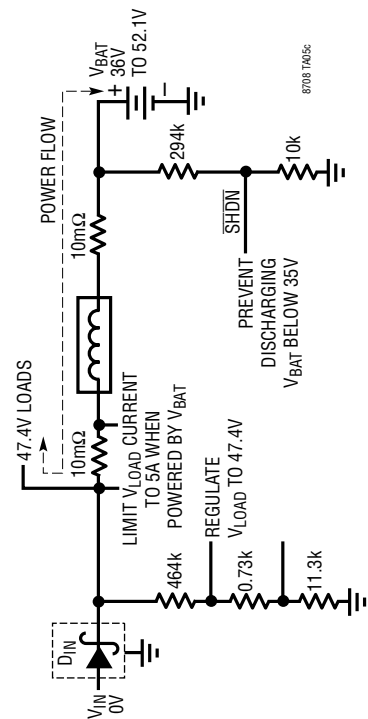 POWER FLOW
47.4V LOADS
VBAT
36V
TO 52.1V
+
−
10mΩ
10mΩ
DIN
VIN
0V
LIMIT VLOAD CURRENT
TO 5A WHEN
POWERED BY VBAT
464k
REGULATE
VLOAD TO 47.4V
0.73k
11.3k
294k
SHDN
PREVENT
DISCHARGING
VBAT BELOW 35V
10k
8708 TA05c